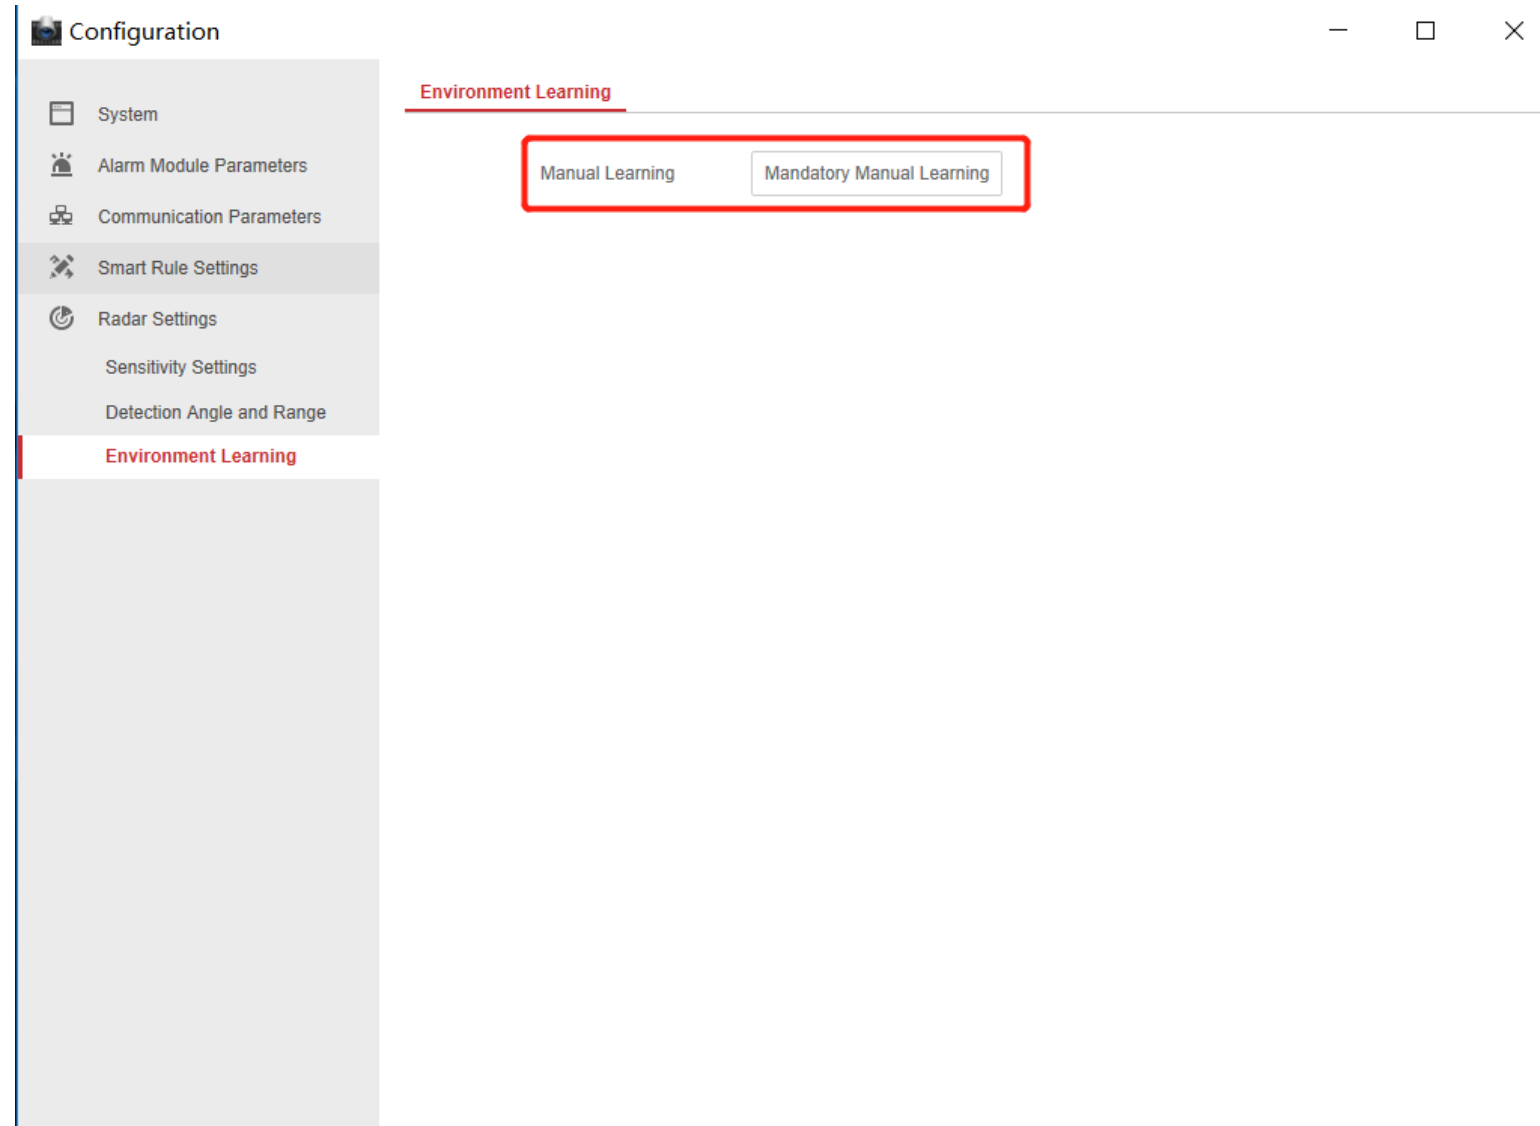 Configuration
System
Alarm Module Parameters
Communication Parameters
Smart Rule Settings
Radar Settings
Sensitivity Settings
Detection Angle and Range
Environment Learning
Environment Learning
Manual Learning
Mandatory Manual Learning